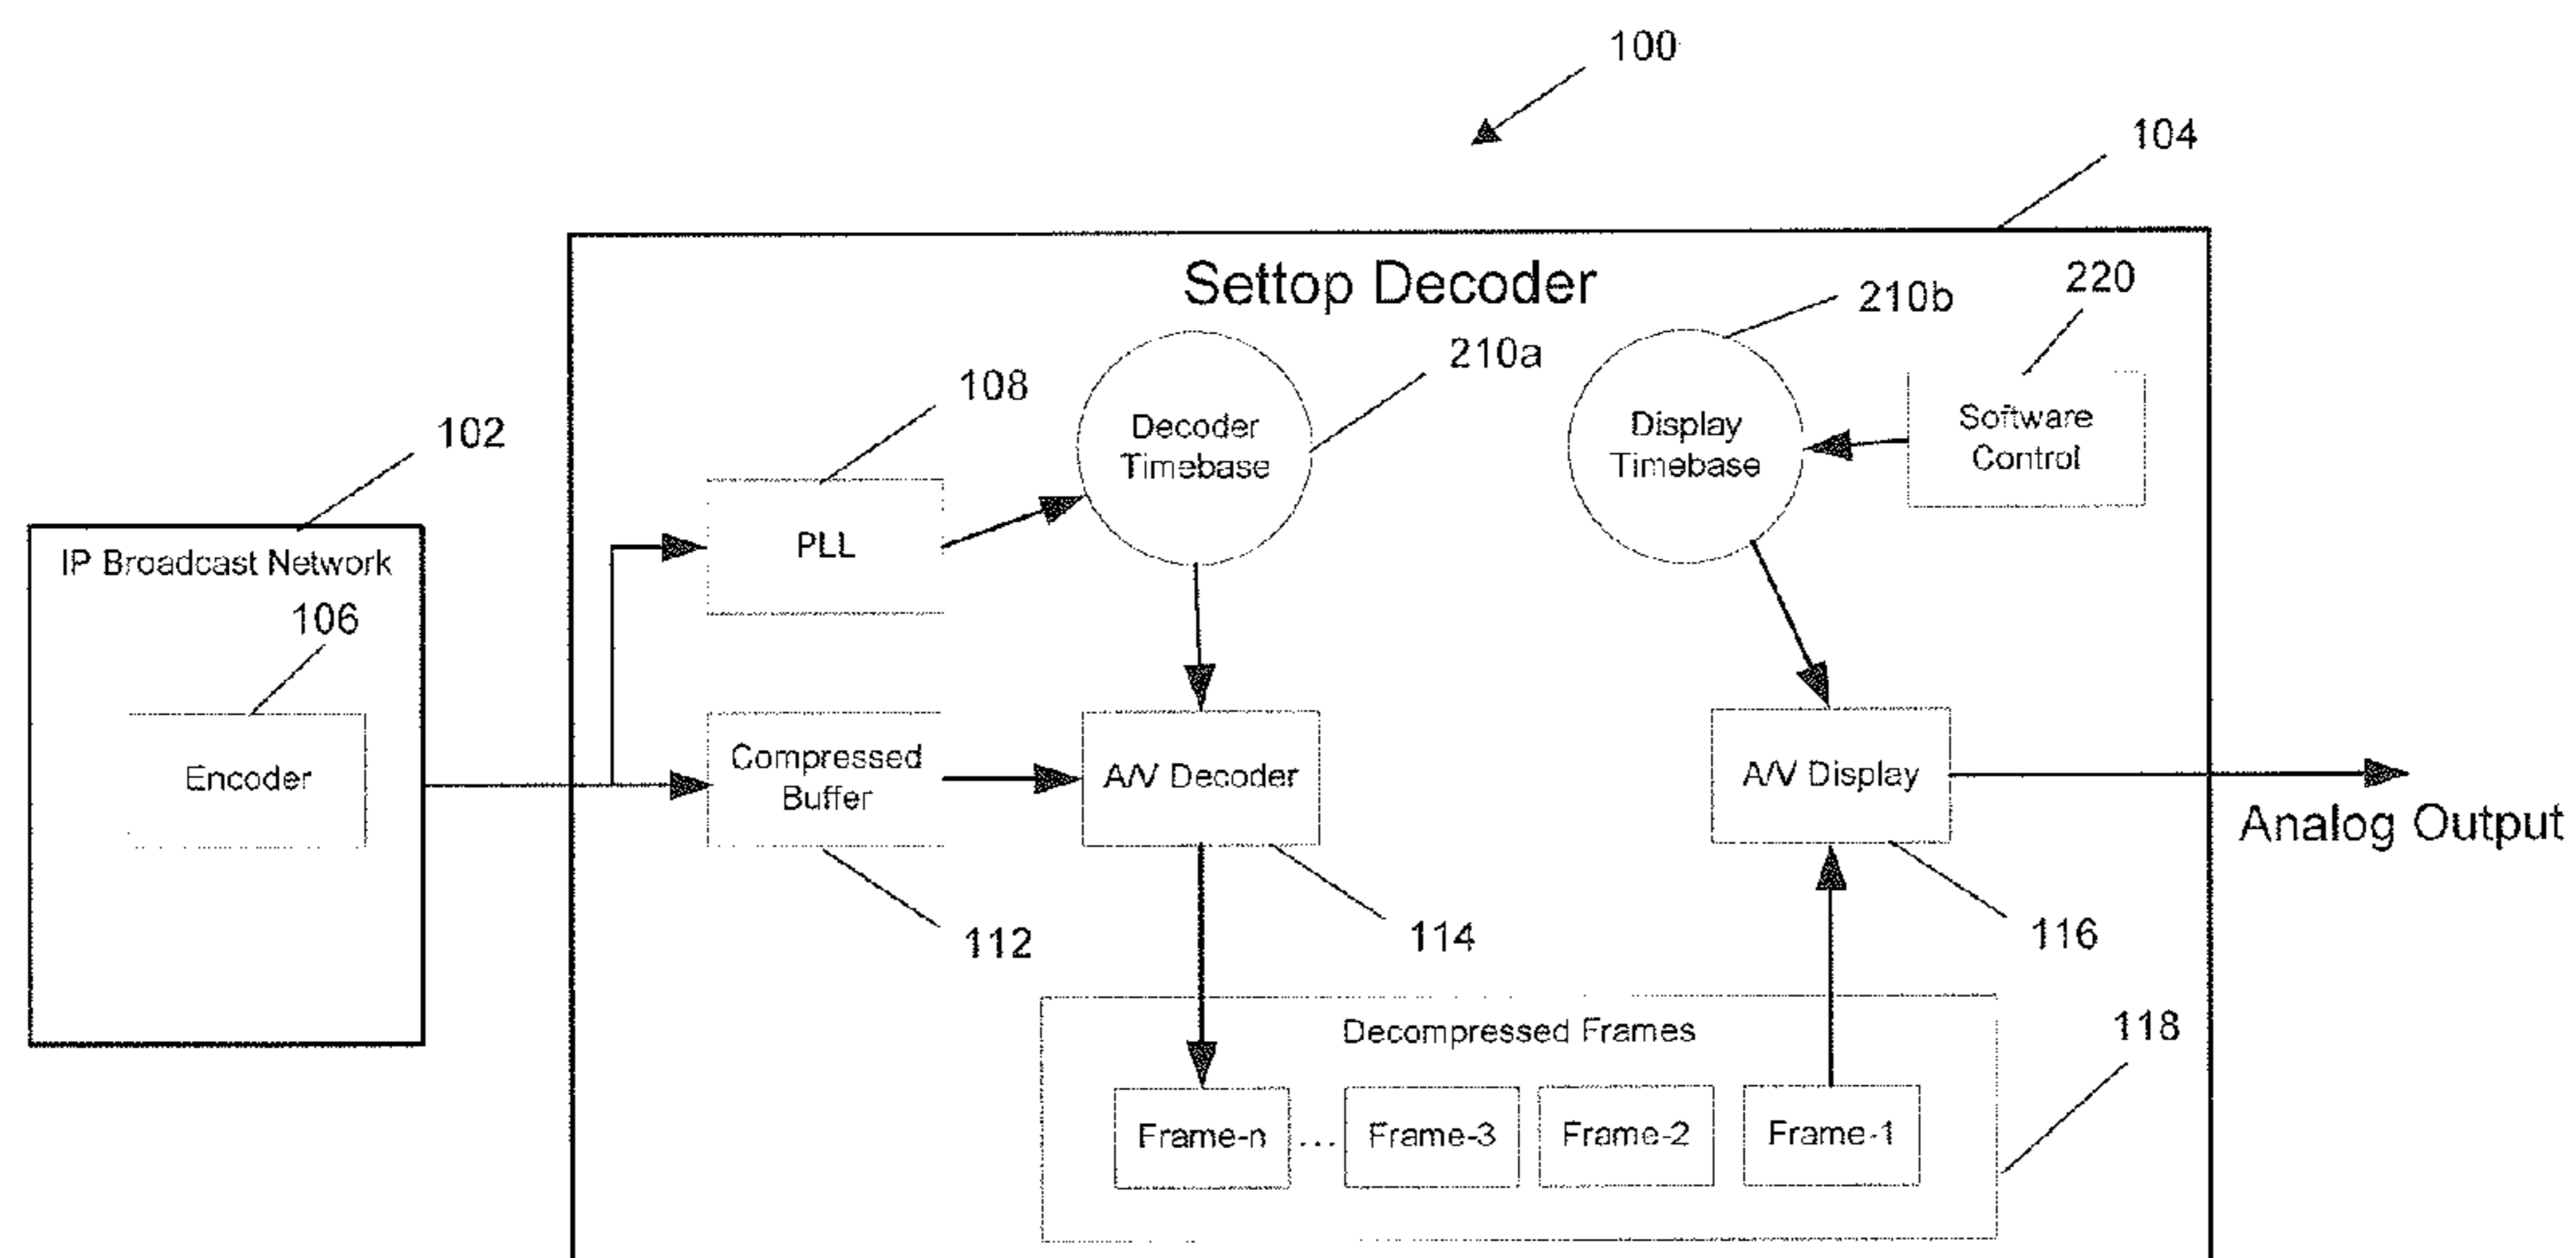 100
104
Settop Decoder
220
210b
210a
108
102
Decoder
Timebase
Display
Timebase
Software
Control
IP Broadcast Network
PLL
106
Encoder
Compressed
Buffer
A/V Decoder
A/V Display
Analog Output
112
114
116
Decompressed Frames
118
Frame-n ... Frame-3 Frame-2 Frame-1